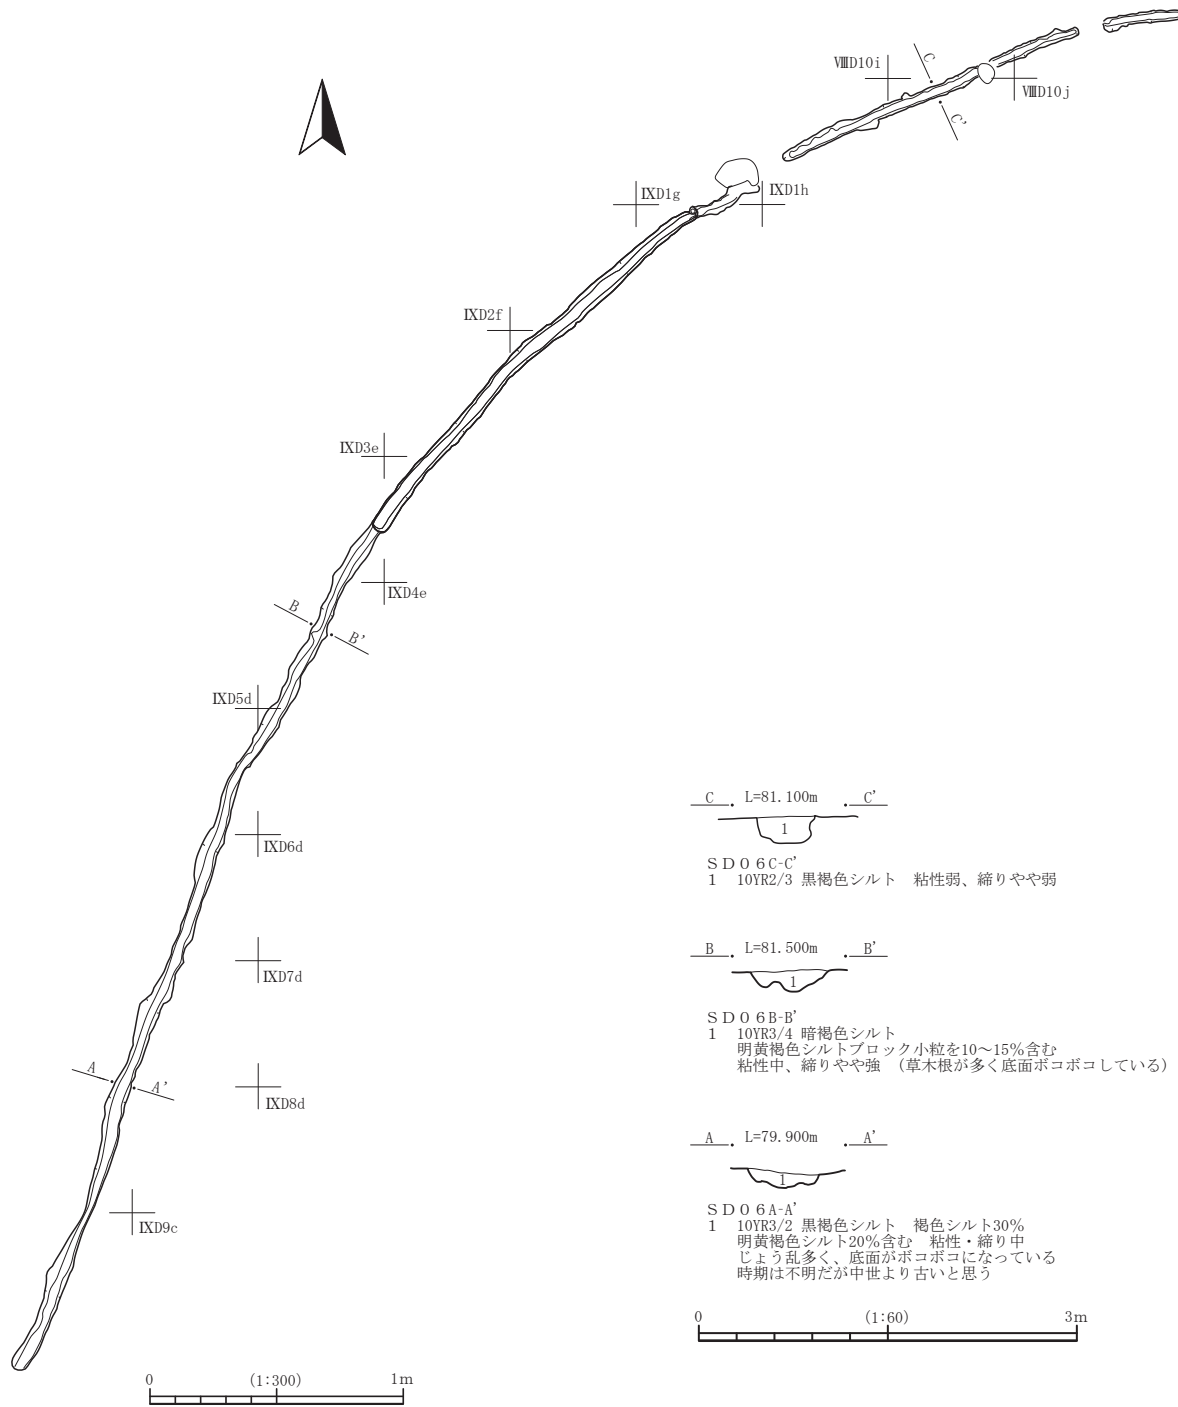 C
C'
ⅧD10i
ⅧD10j
ⅨD1g
ⅨD1h
ⅨD2f
ⅨD3e
ⅨD4e
B
B'
ⅨD5d
ⅨD6d
ⅨD7d
A
A'
ⅨD8d
ⅨD9c
0 (1:300) 1m
C L=81.100m C'
1
SD06C-C'
1 10YR2/3 黒褐色シルト 粘性弱、締りやや弱
B L=81.500m B'
1
SD06B-B'
1 10YR3/4 暗褐色シルト
明黄褐色シルトブロック小粒を10～15%含む
粘性中、締りやや強 （草木根が多く底面ボコボコしている）
A L=79.900m A'
1
SD06A-A'
1 10YR3/2 黒褐色シルト 褐色シルト30%
明黄褐色シルト20%含む 粘性・締り中
じょう乱多く、底面がボコボコになっている
時期は不明だが中世より古いと思う
0 (1:60) 3m